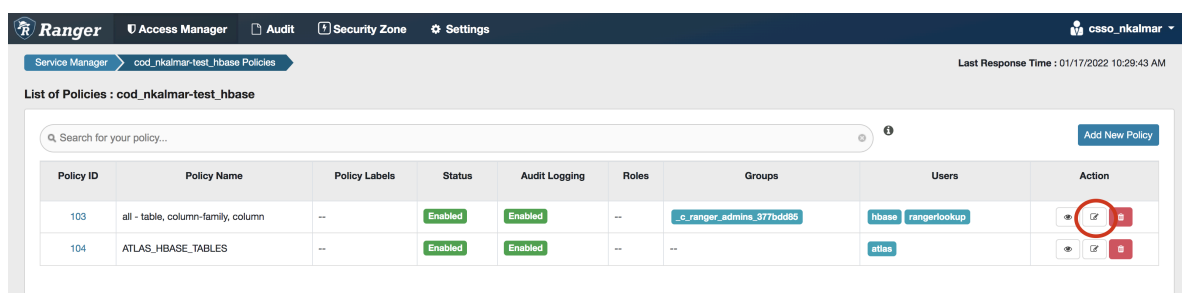 Ranger Access Manager Audit Security Zone Settings csso_nkalmar
Service Manager cod_nkalmar-test_hbase Policies Last Response Time : 01/17/2022 10:29:43 AM
List of Policies : cod_nkalmar-test_hbase
Search for your policy... Add New Policy
Policy ID Policy Name Policy Labels Status Audit Logging Roles Groups Users Action
103 all - table, column-family, column -- Enabled Enabled -- _c_ranger_admins_377bdd85 hbase rangerlookup
104 ATLAS_HBASE_TABLES -- Enabled Enabled -- -- atlas